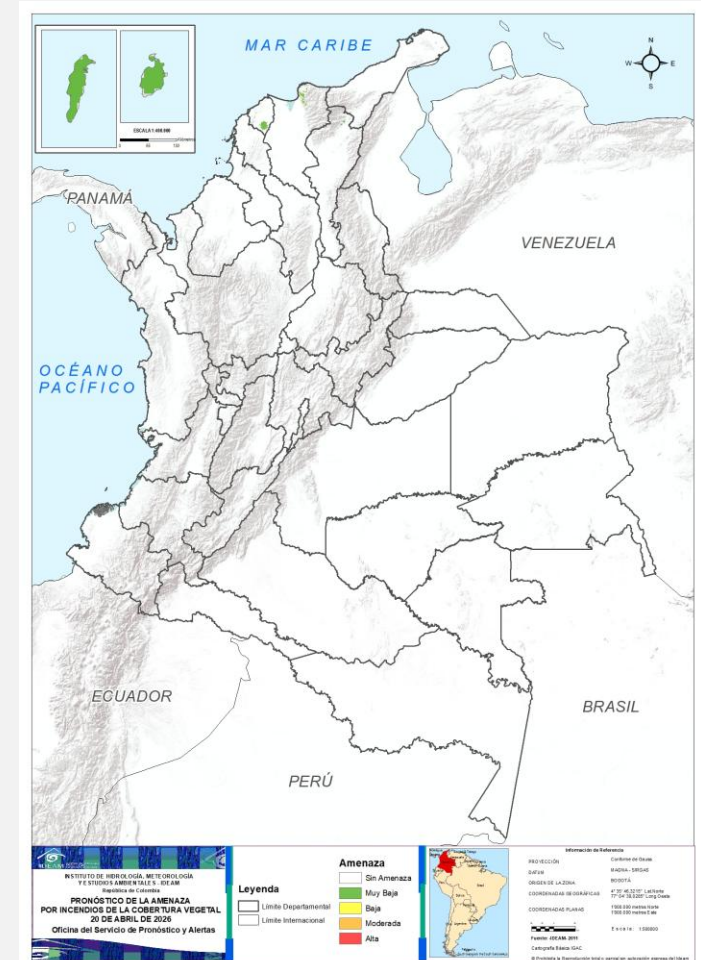 MAR CARIBE
N
W
E
S
ESCALA 1:400.000
PANAMÁ
VENEZUELA
OCÉANO
PACÍFICO
ECUADOR
BRASIL
PERÚ
IDEAM
INSTITUTO DE HIDROLOGÍA, METEOROLOGÍA
Y ESTUDIOS AMBIENTALES - IDEAM
República de Colombia
PRONÓSTICO DE LA AMENAZA
POR INCENDIOS DE LA COBERTURA VEGETAL
20 DE ABRIL DE 2026
Oficina del Servicio de Pronóstico y Alertas
Leyenda
Límite Departamental
Límite Internacional
Amenaza
Sin Amenaza
Muy Baja
Baja
Moderada
Alta
Información de Referencia
PROYECCIÓN Conforme de Gauss
DATUM MAGNA - SIRGAS
ORIGEN DE LA ZONA BOGOTÁ
COORDENADAS GEOGRÁFICAS
COORDENADAS PLANAS 1'000.000 metros Norte
1'000.000 metros Este
Fuente: IDEAM
Cartografía Básica IGAC